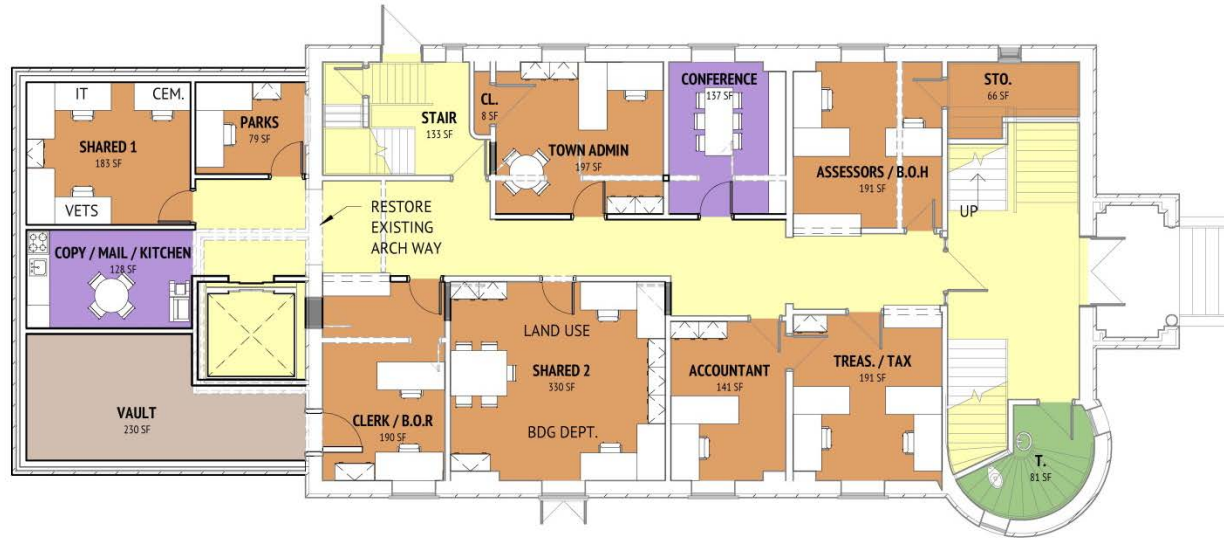 IT
CEM.
SHARED 1
183 SF
VETS
PARKS
79 SF
STAIR
133 SF
CL.
8 SF
TOWN ADMIN
197 SF
CONFERENCE
137 SF
ASSESSORS / B.O.H
191 SF
STO.
66 SF
UP
RESTORE
EXISTING
ARCH WAY
COPY / MAIL / KITCHEN
128 SF
VAULT
230 SF
CLERK / B.O.R
190 SF
LAND USE
SHARED 2
330 SF
BDG DEPT.
ACCOUNTANT
141 SF
TREAS. / TAX
191 SF
T.
81 SF